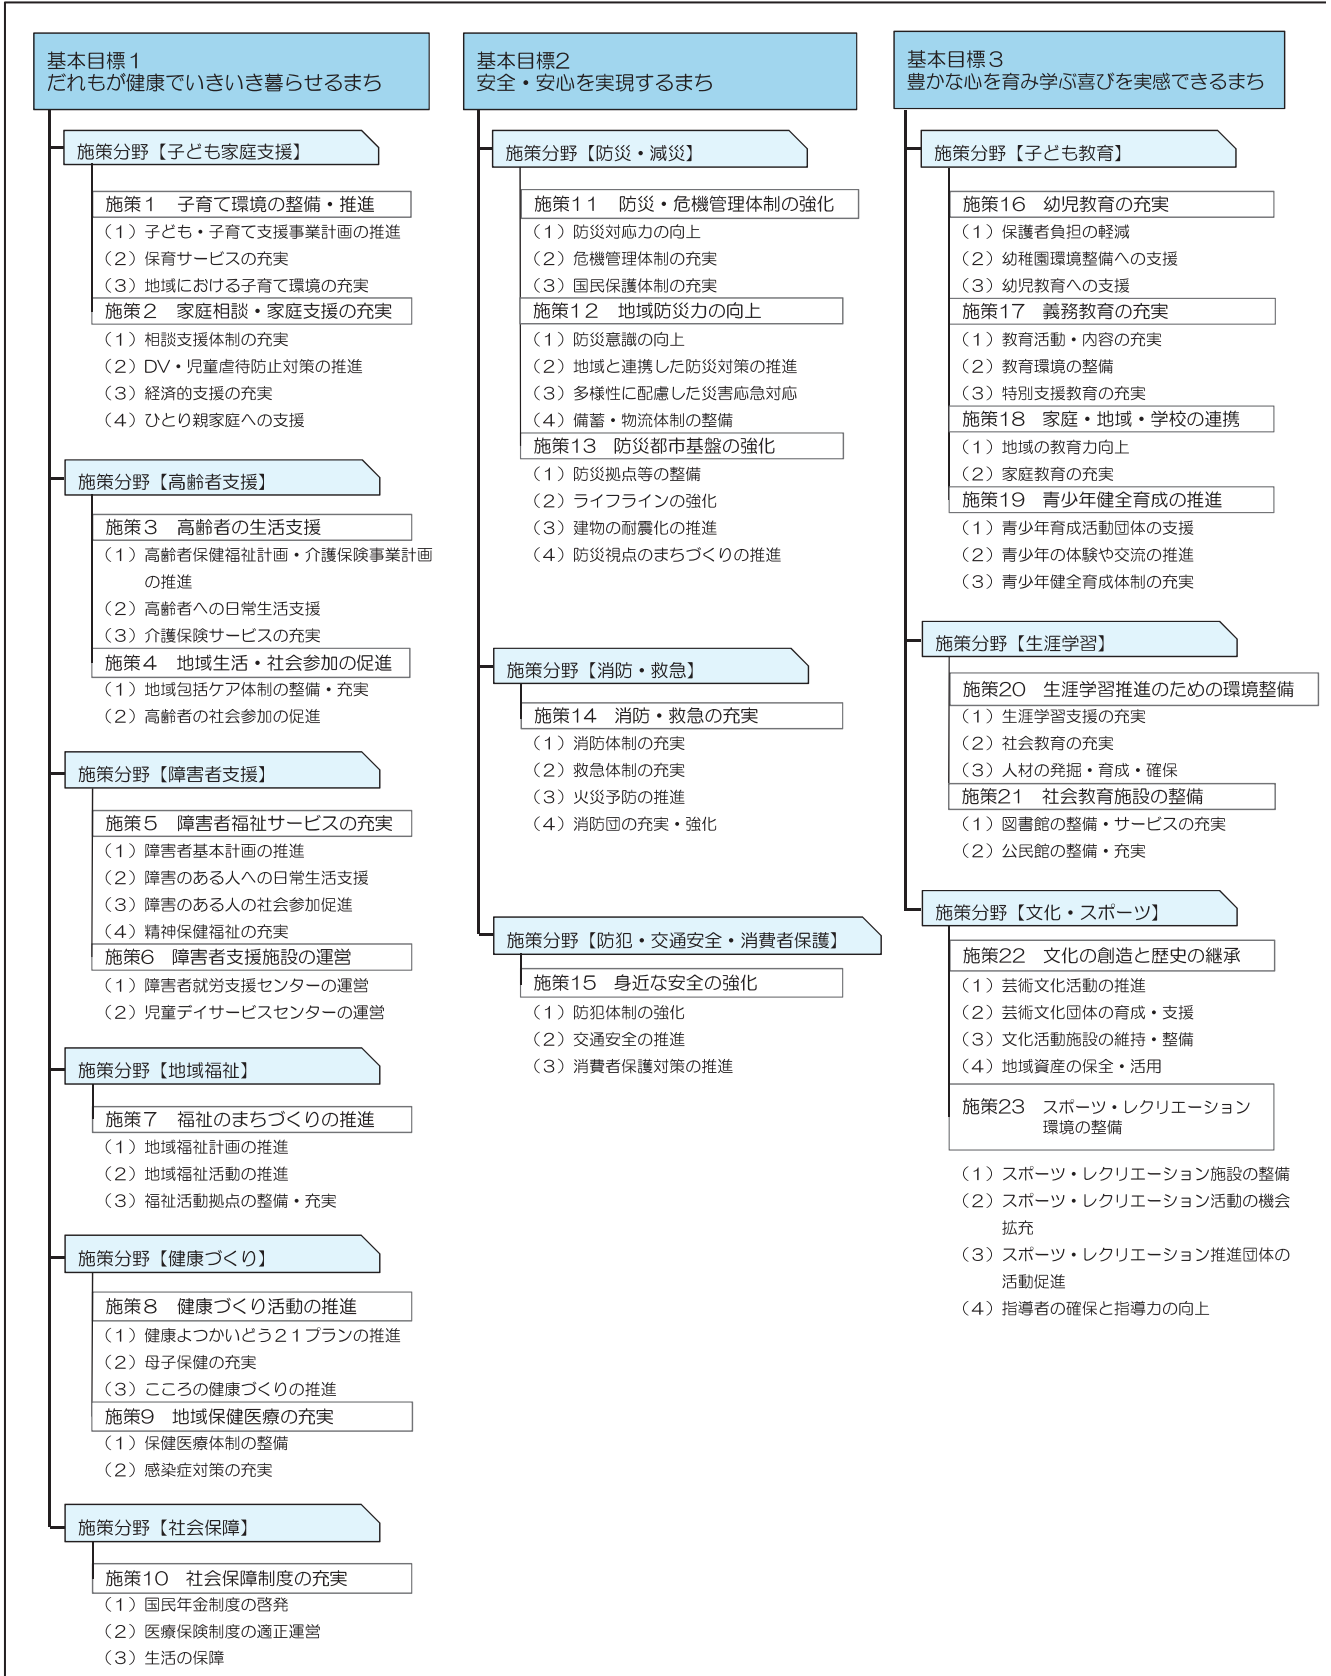 基本目標1
だれもが健康でいきいき暮らせるまち
施策分野【子ども家庭支援】
施策1　子育て環境の整備・推進
（1）子ども・子育て支援事業計画の推進
（2）保育サービスの充実
（3）地域における子育て環境の充実
施策2　家庭相談・家庭支援の充実
（1）相談支援体制の充実
（2）DV・児童虐待防止対策の推進
（3）経済的支援の充実
（4）ひとり親家庭への支援
施策分野【高齢者支援】
施策3　高齢者の生活支援
（1）高齢者保健福祉計画・介護保険事業計画
の推進
（2）高齢者への日常生活支援
（3）介護保険サービスの充実
施策4　地域生活・社会参加の促進
（1）地域包括ケア体制の整備・充実
（2）高齢者の社会参加の促進
施策分野【障害者支援】
施策5　障害者福祉サービスの充実
（1）障害者基本計画の推進
（2）障害のある人への日常生活支援
（3）障害のある人の社会参加促進
（4）精神保健福祉の充実
施策6　障害者支援施設の運営
（1）障害者就労支援センターの運営
（2）児童デイサービスセンターの運営
施策分野【地域福祉】
施策7　福祉のまちづくりの推進
（1）地域福祉計画の推進
（2）地域福祉活動の推進
（3）福祉活動拠点の整備・充実
施策分野【健康づくり】
施策8　健康づくり活動の推進
（1）健康よつかいどう21プランの推進
（2）母子保健の充実
（3）こころの健康づくりの推進
施策9　地域保健医療の充実
（1）保健医療体制の整備
（2）感染症対策の充実
施策分野【社会保障】
施策10　社会保障制度の充実
（1）国民年金制度の啓発
（2）医療保険制度の適正運営
（3）生活の保障
基本目標2
安全・安心を実現するまち
施策分野【防災・減災】
施策11　防災・危機管理体制の強化
（1）防災対応力の向上
（2）危機管理体制の充実
（3）国民保護体制の充実
施策12　地域防災力の向上
（1）防災意識の向上
（2）地域と連携した防災対策の推進
（3）多様性に配慮した災害応急対応
（4）備蓄・物流体制の整備
施策13　防災都市基盤の強化
（1）防災拠点等の整備
（2）ライフラインの強化
（3）建物の耐震化の推進
（4）防災視点のまちづくりの推進
施策分野【消防・救急】
施策14　消防・救急の充実
（1）消防体制の充実
（2）救急体制の充実
（3）火災予防の推進
（4）消防団の充実・強化
施策分野【防犯・交通安全・消費者保護】
施策15　身近な安全の強化
（1）防犯体制の強化
（2）交通安全の推進
（3）消費者保護対策の推進
基本目標3
豊かな心を育み学ぶ喜びを実感できるまち
施策分野【子ども教育】
施策16　幼児教育の充実
（1）保護者負担の軽減
（2）幼稚園環境整備への支援
（3）幼児教育への支援
施策17　義務教育の充実
（1）教育活動・内容の充実
（2）教育環境の整備
（3）特別支援教育の充実
施策18　家庭・地域・学校の連携
（1）地域の教育力向上
（2）家庭教育の充実
施策19　青少年健全育成の推進
（1）青少年育成活動団体の支援
（2）青少年の体験や交流の推進
（3）青少年健全育成体制の充実
施策分野【生涯学習】
施策20　生涯学習推進のための環境整備
（1）生涯学習支援の充実
（2）社会教育の充実
（3）人材の発掘・育成・確保
施策21　社会教育施設の整備
（1）図書館の整備・サービスの充実
（2）公民館の整備・充実
施策分野【文化・スポーツ】
施策22　文化の創造と歴史の継承
（1）芸術文化活動の推進
（2）芸術文化団体の育成・支援
（3）文化活動施設の維持・整備
（4）地域資産の保全・活用
施策23　スポーツ・レクリエーション
環境の整備
（1）スポーツ・レクリエーション施設の整備
（2）スポーツ・レクリエーション活動の機会
拡充
（3）スポーツ・レクリエーション推進団体の
活動促進
（4）指導者の確保と指導力の向上